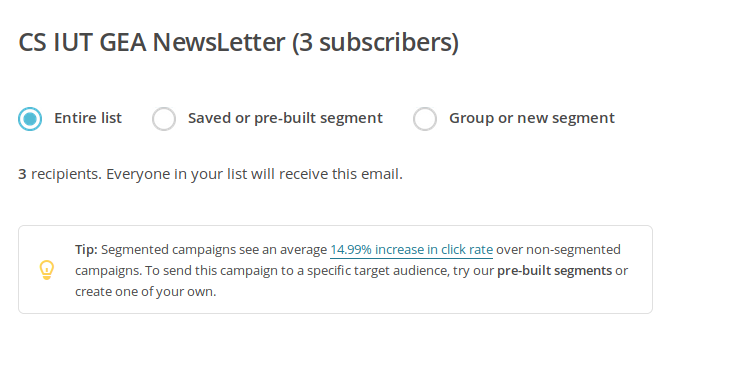 CS IUT GEA NewsLetter (3 subscribers)
Entire list
Saved or pre-built segment
Group or new segment
3 recipients. Everyone in your list will receive this email.
Tip: Segmented campaigns see an average 14.99% increase in click rate over non-segmented
campaigns. To send this campaign to a specific target audience, try our pre-built segments or
create one of your own.